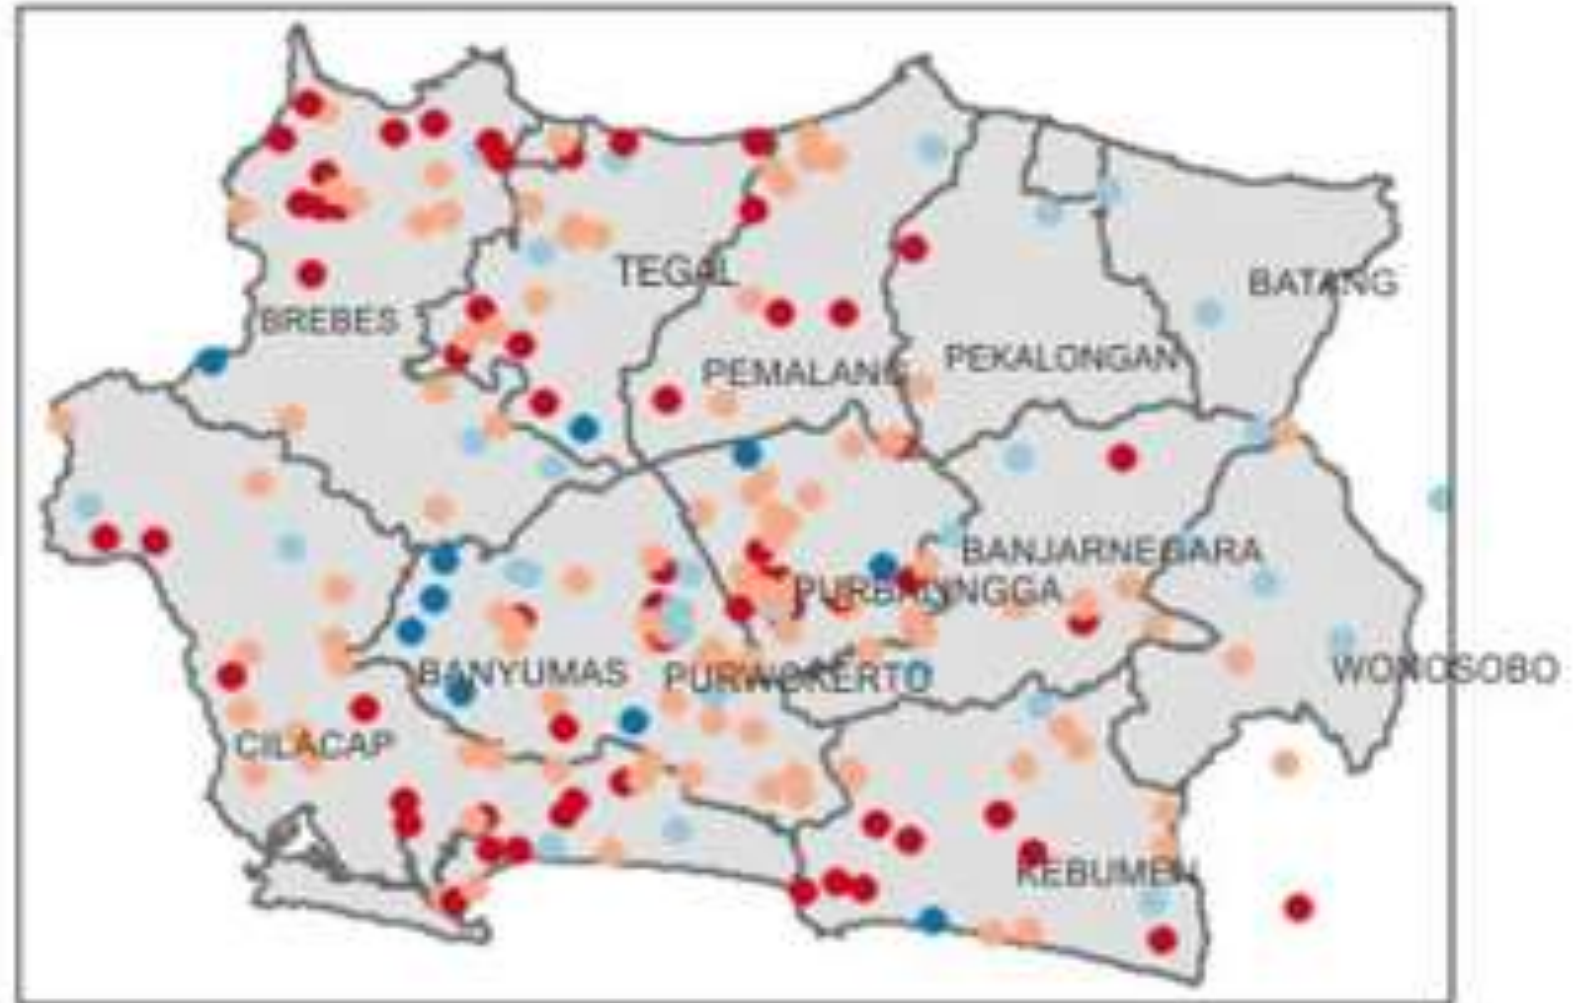 TEGAL
BATANG
BREBES
PEMALANG
PEKALONGAN
BANJARNEGARA
PURBALINGGA
BANYUMAS
PURWOKERTO
WONOSOBO
CILACAP
KEBUMEN